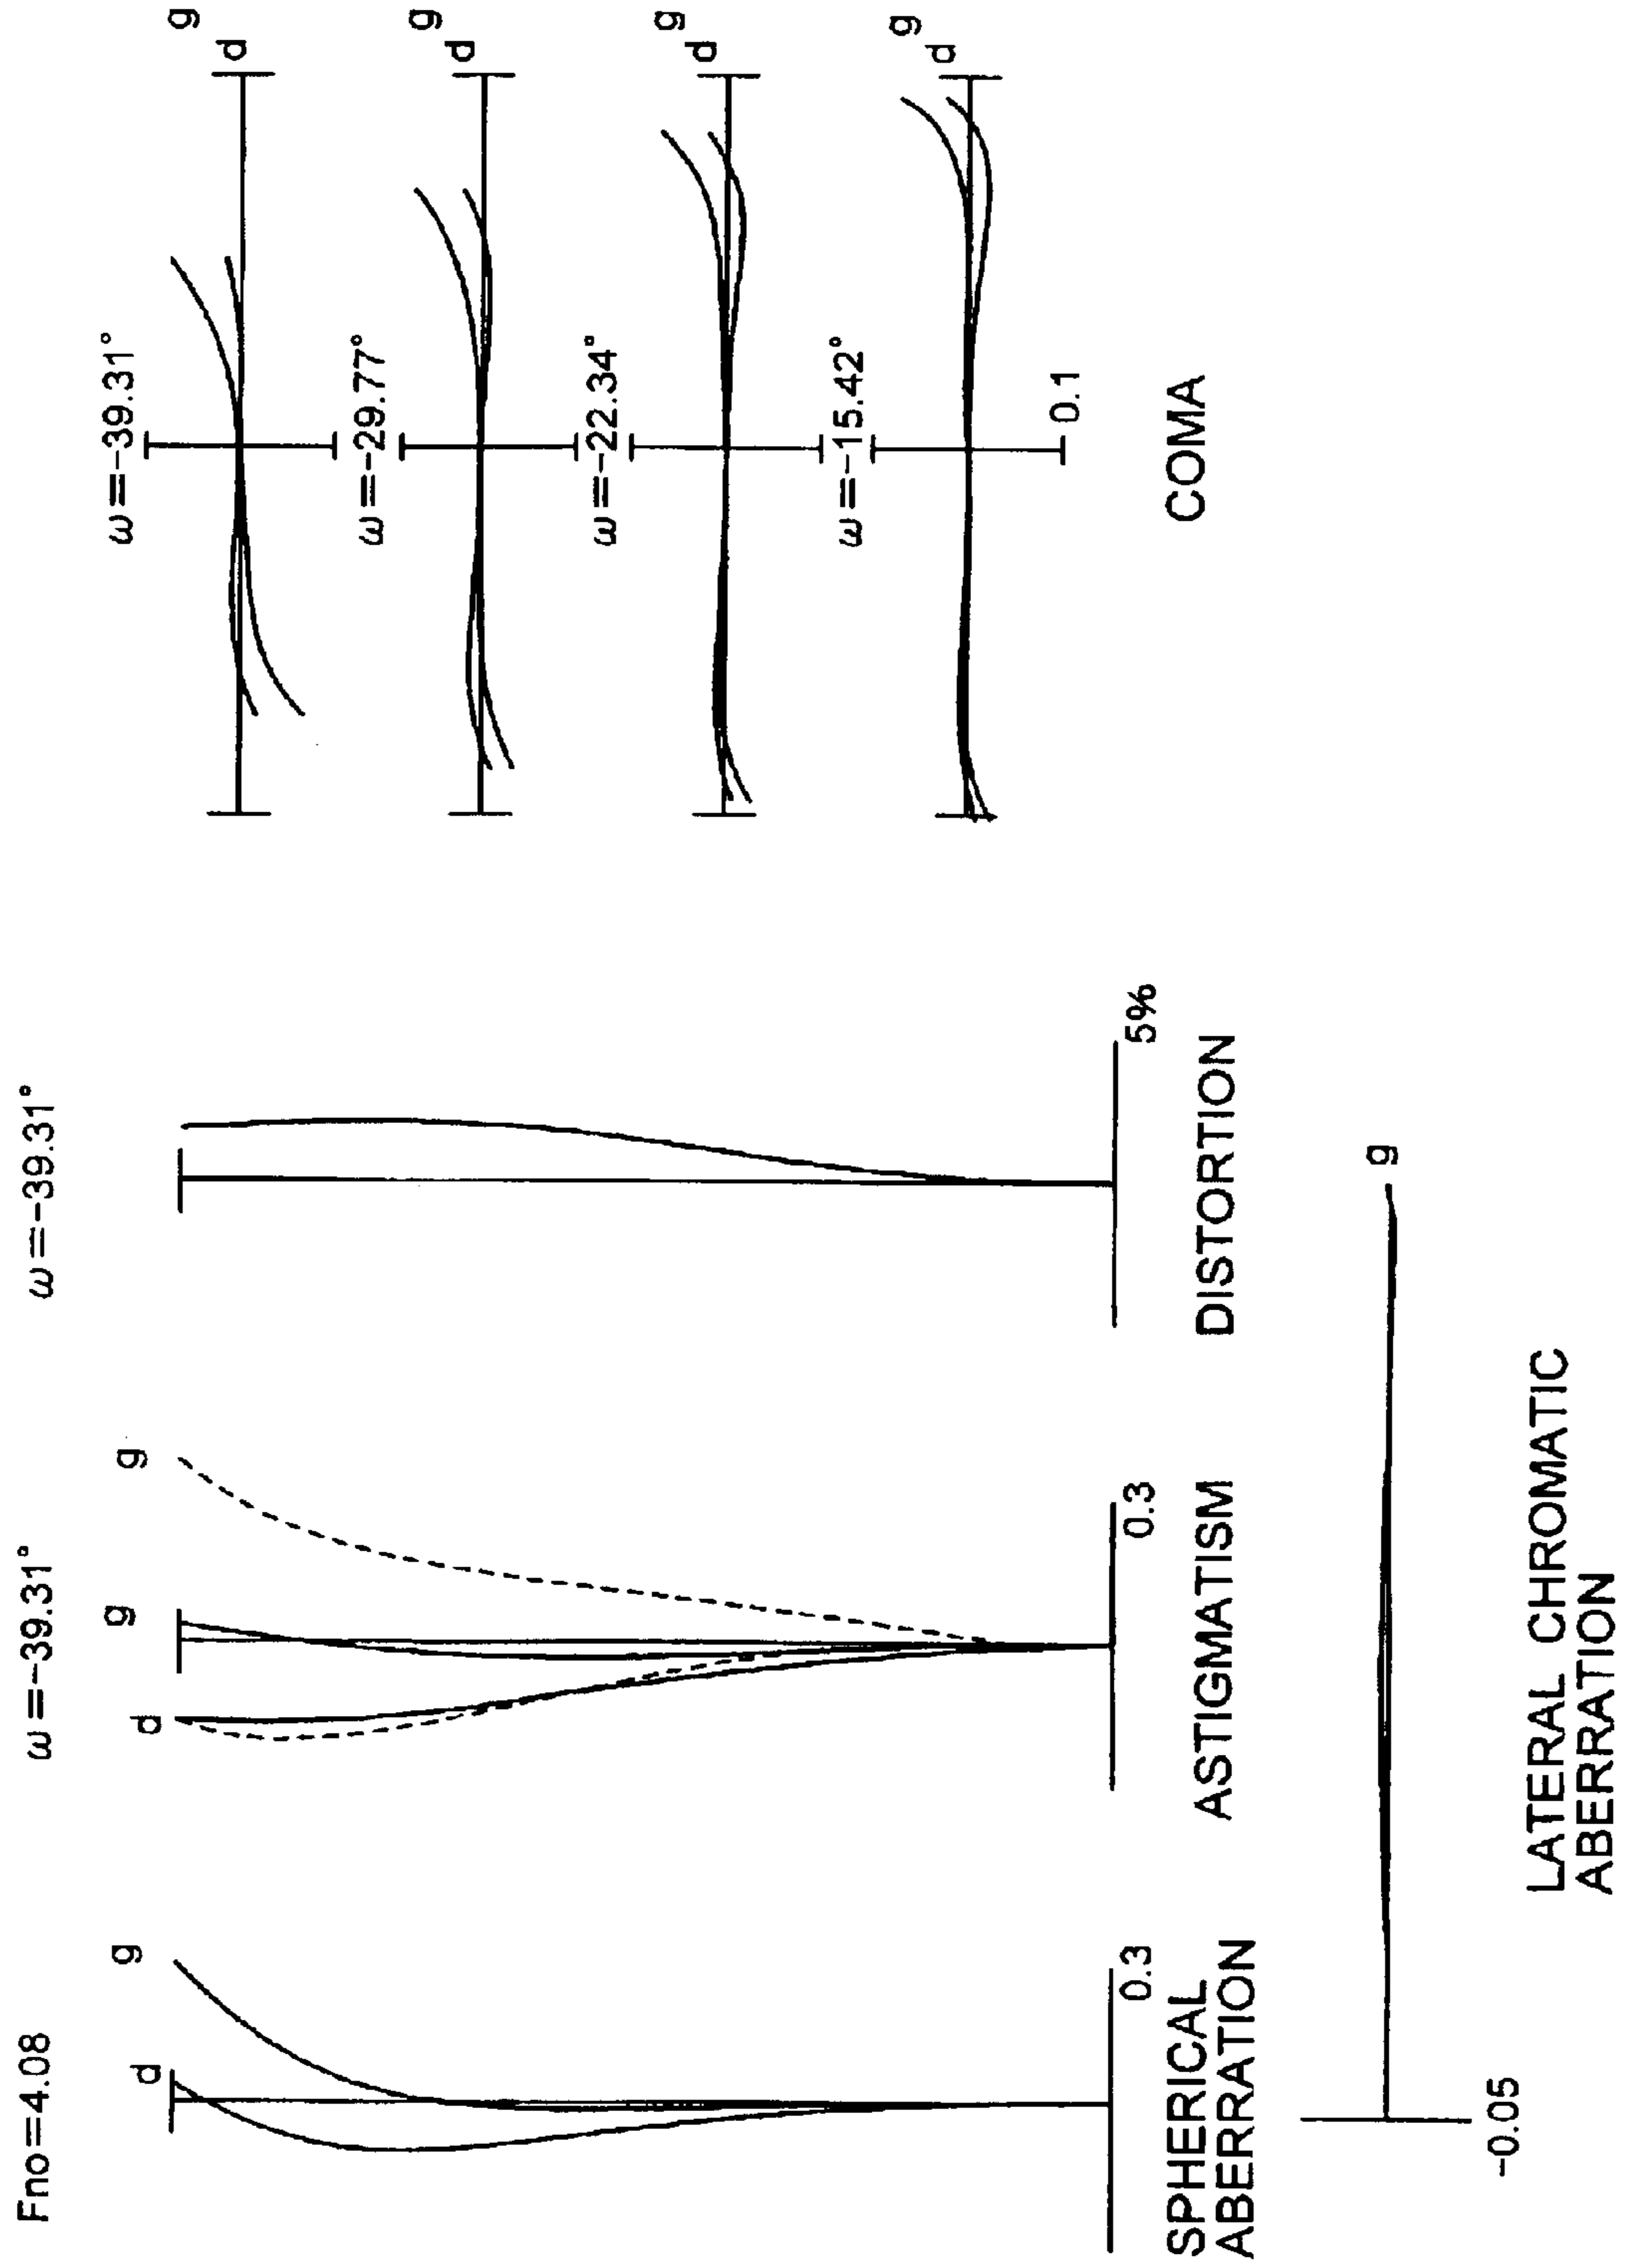 Fno=4.08
d
g
0.3
SPHERICAL
ABERRATION
ω=-39.31°
d
g
g
0.3
ASTIGMATISM
ω=-39.31°
5%
DISTORTION
ω=-39.31°
g
d
ω=-29.77°
g
d
ω=-22.34°
g
d
ω=-15.42°
g
d
0.1
COMA
g
-0.05
LATERAL CHROMATIC
ABERRATION